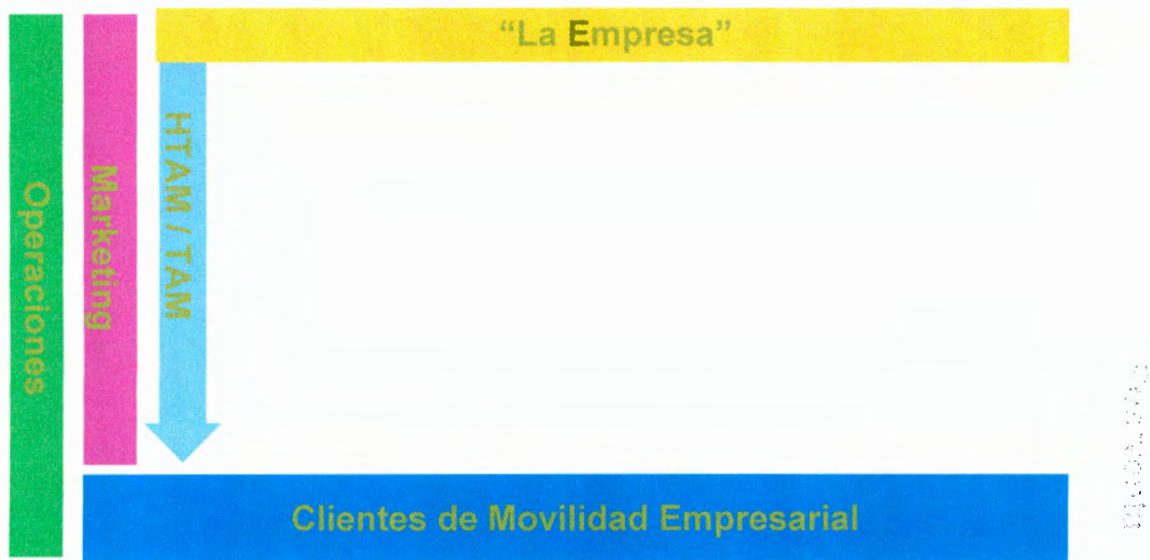 “La Empresa”
Operaciones
Marketing
HTAM / TAM
Clientes de Movilidad Empresarial